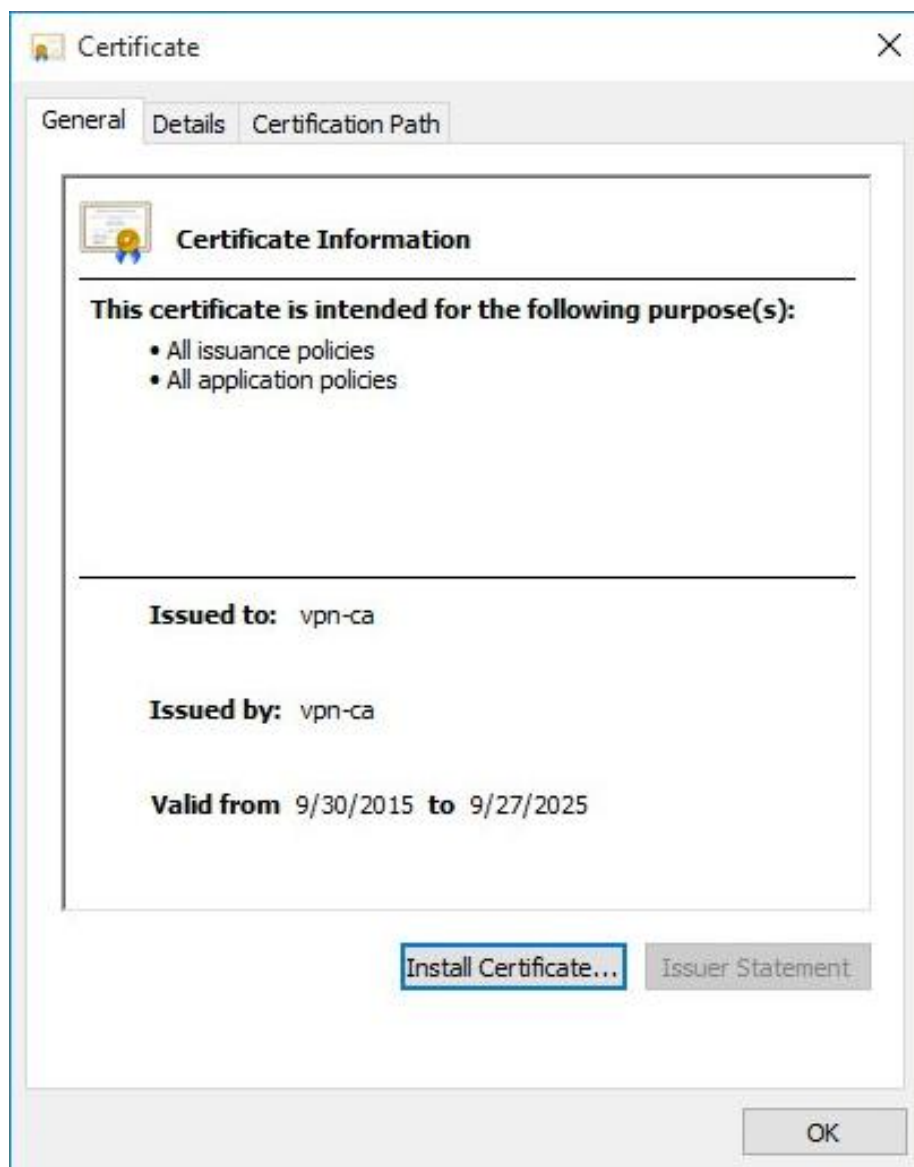 Certificate
General Details Certification Path
Certificate Information
This certificate is intended for the following purpose(s):
• All issuance policies
• All application policies
Issued to: vpn-ca
Issued by: vpn-ca
Valid from 9/30/2015 to 9/27/2025
Install Certificate... Issuer Statement
OK